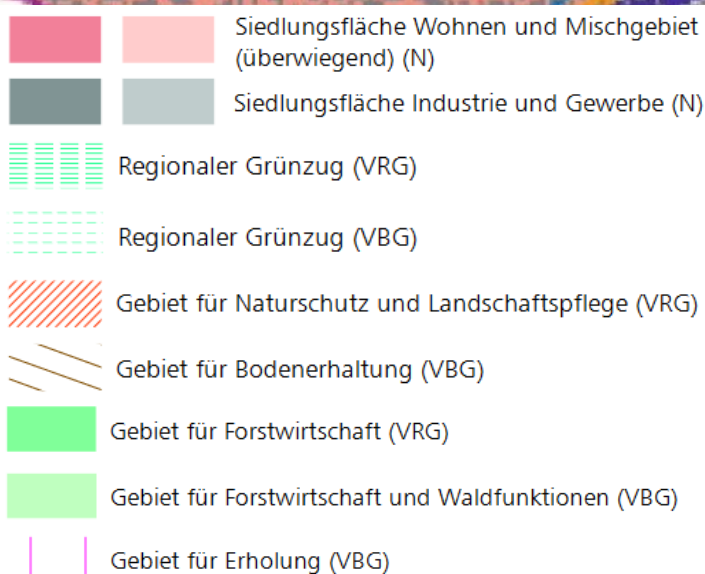 Siedlungsfläche Wohnen und Mischgebiet
(überwiegend) (N)
Siedlungsfläche Industrie und Gewerbe (N)
Regionaler Grünzug (VRG)
Regionaler Grünzug (VBG)
Gebiet für Naturschutz und Landschaftspflege (VRG)
Gebiet für Bodenerhaltung (VBG)
Gebiet für Forstwirtschaft (VRG)
Gebiet für Forstwirtschaft und Waldfunktionen (VBG)
Gebiet für Erholung (VBG)